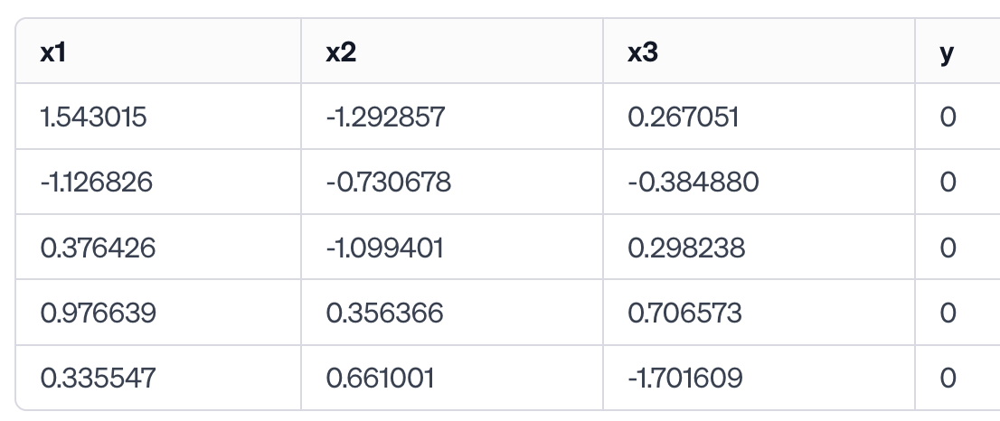 x1 x2 x3 y
1.543015 -1.292857 0.267051 0
-1.126826 -0.730678 -0.384880 0
0.376426 -1.099401 0.298238 0
0.976639 0.356366 0.706573 0
0.335547 0.661001 -1.701609 0